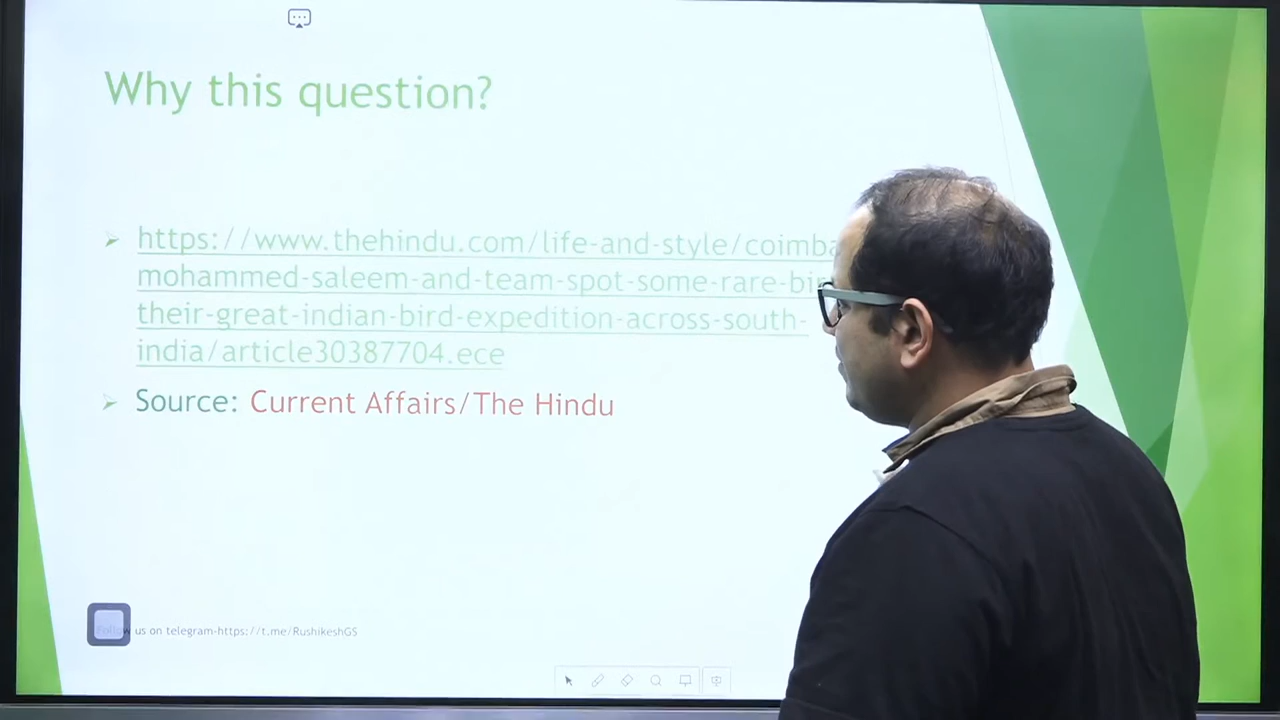 Why this question?
https://www.thehindu.com/life-and-style/coimba
mohammed-saleem-and-team-spot-some-rare-bir
their-great-indian-bird-expedition-across-south-
india/article30387704.ece
Source: Current Affairs/The Hindu
Follow us on telegram-https://t.me/RushikeshGS